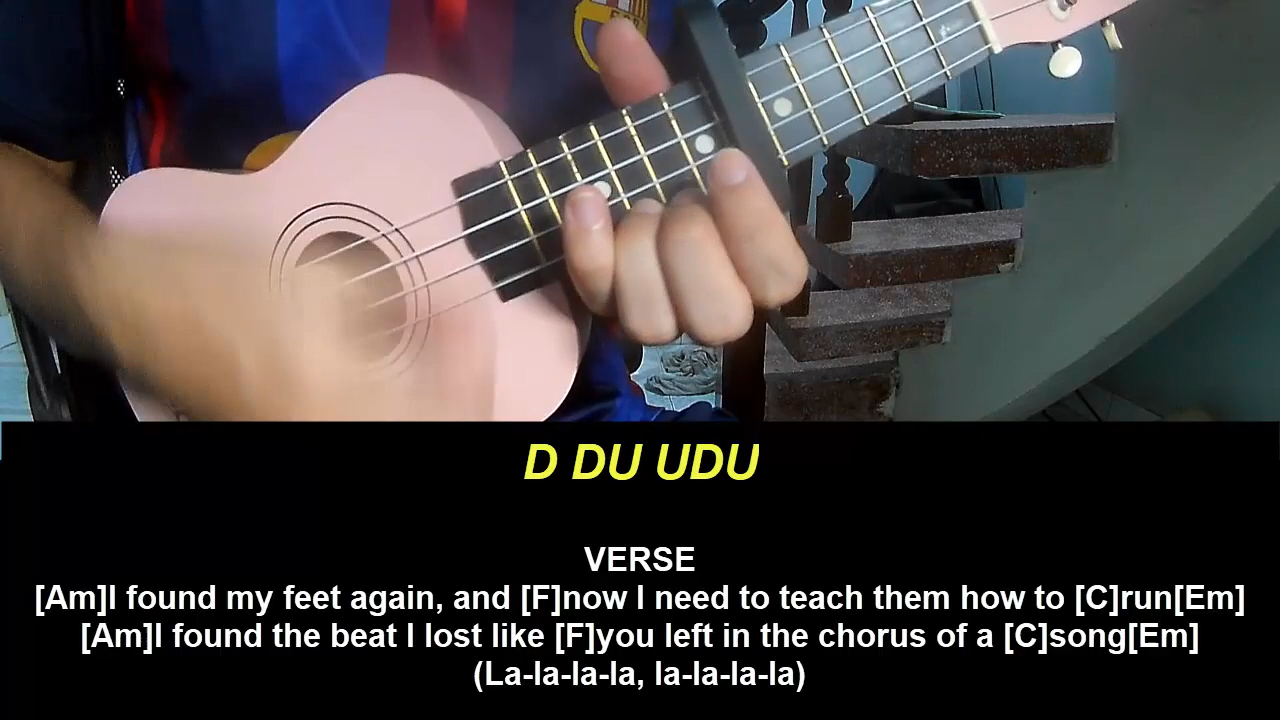 D DU UDU
VERSE
[Am]I found my feet again, and [F]now I need to teach them how to [C]run[Em]
[Am]I found the beat I lost like [F]you left in the chorus of a [C]song[Em]
(La-la-la-la, la-la-la-la)